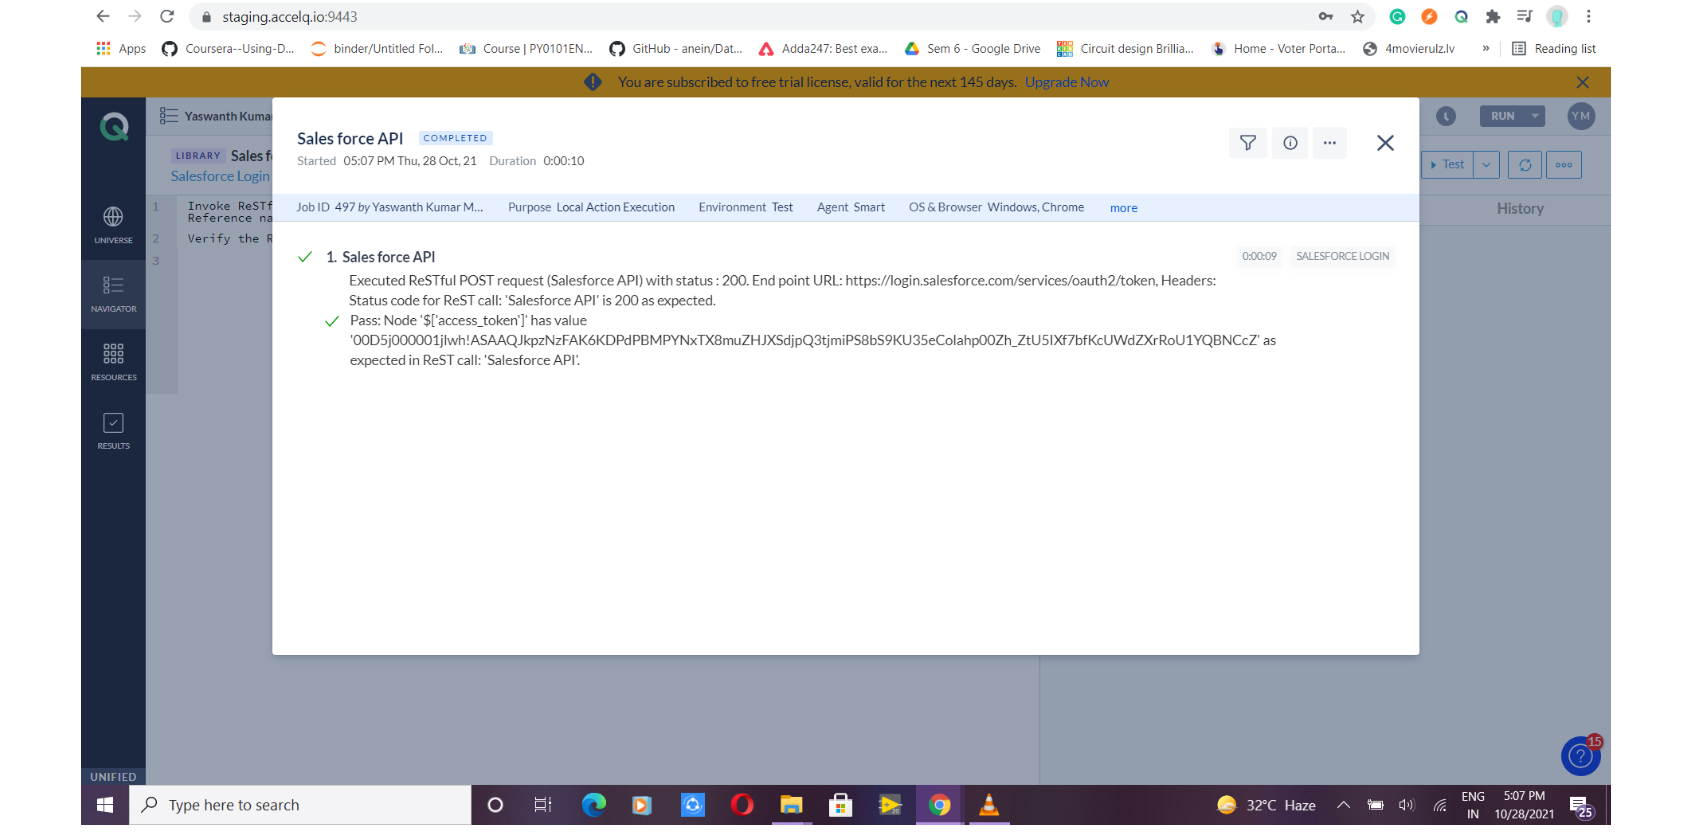 staging.accelq.io:9443
Apps Coursera--Using-D... binder/Untitled Fol... Course | PY0101EN... GitHub - anein/Dat... Adda247: Best exa... Sem 6 - Google Drive Circuit design Brillia... Home - Voter Porta... 4movierulz.lv » Reading list
You are subscribed to free trial license, valid for the next 145 days. Upgrade Now
Yaswanth Kumar
RUN YM
Sales force API COMPLETED
Started 05:07 PM Thu, 28 Oct, 21 Duration 0:00:10
LIBRARY Sales f
Salesforce Login
Test
1 Invoke ReSTf
Reference na
2 Verify the R
3
Job ID 497 by Yaswanth Kumar M... Purpose Local Action Execution Environment Test Agent Smart OS & Browser Windows, Chrome more
History
UNIVERSE
NAVIGATOR
RESOURCES
RESULTS
1. Sales force API 0:00:09 SALESFORCE LOGIN
Executed ReSTful POST request (Salesforce API) with status : 200. End point URL: https://login.salesforce.com/services/oauth2/token, Headers:
Status code for ReST call: 'Salesforce API' is 200 as expected.
Pass: Node '$['access_token']' has value
'00D5j000001jlwh!ASAAQJkpzNzFAK6KDPdPBMPYNxTX8muZHJXSdjpQ3tjmiPS8bS9KU35eColahp00Zh_ZtU5IXf7bfKcUWdZXrRoU1YQBNCcZ' as
expected in ReST call: 'Salesforce API'.
15
UNIFIED
Type here to search
32°C Haze
ENG
IN
5:07 PM
10/28/2021
25